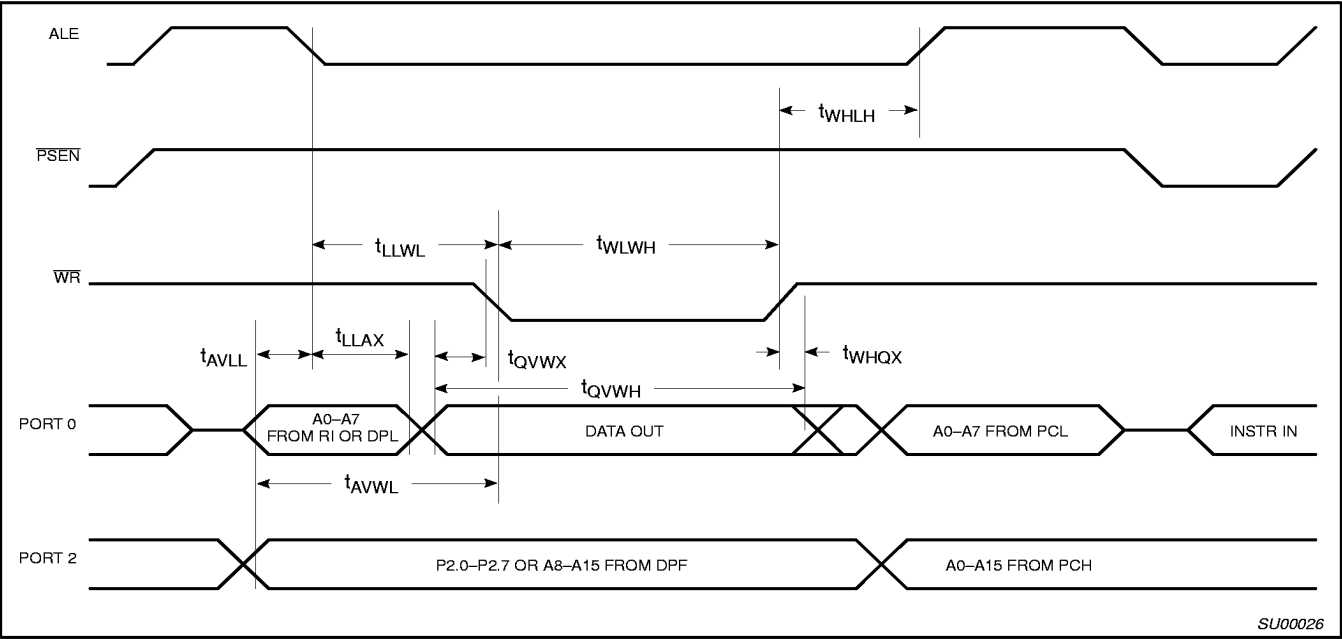 ALE
tWHLH
PSEN
tLLWL
tWLWH
WR
tAVLL
tLLAX
tQVWX
tWHQX
tQVWH
PORT 0
A0–A7
FROM RI OR DPL
DATA OUT
A0–A7 FROM PCL
INSTR IN
tAVWL
PORT 2
P2.0–P2.7 OR A8–A15 FROM DPF
A0–A15 FROM PCH
SU00026